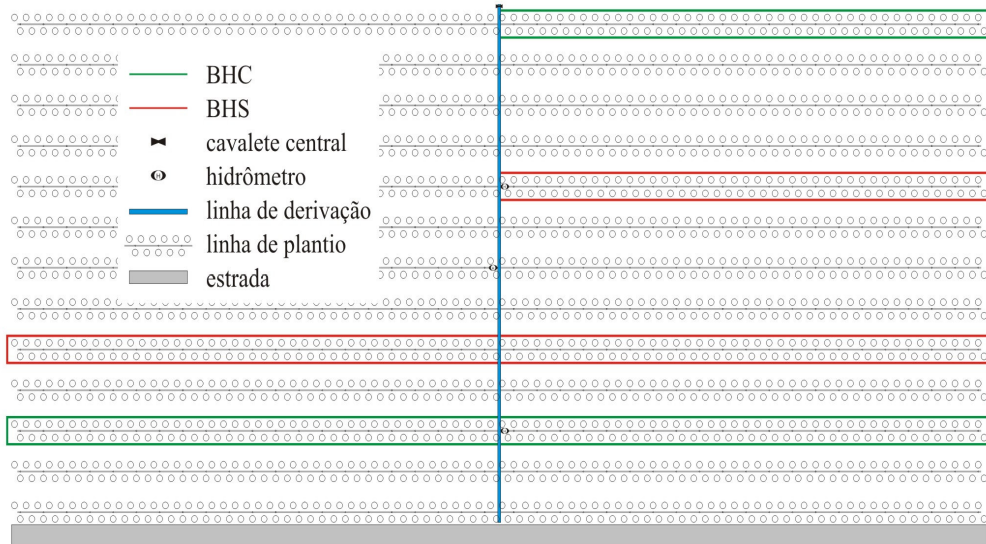 BHC
BHS
cavalete central
hidrômetro
linha de derivação
linha de plantio
estrada